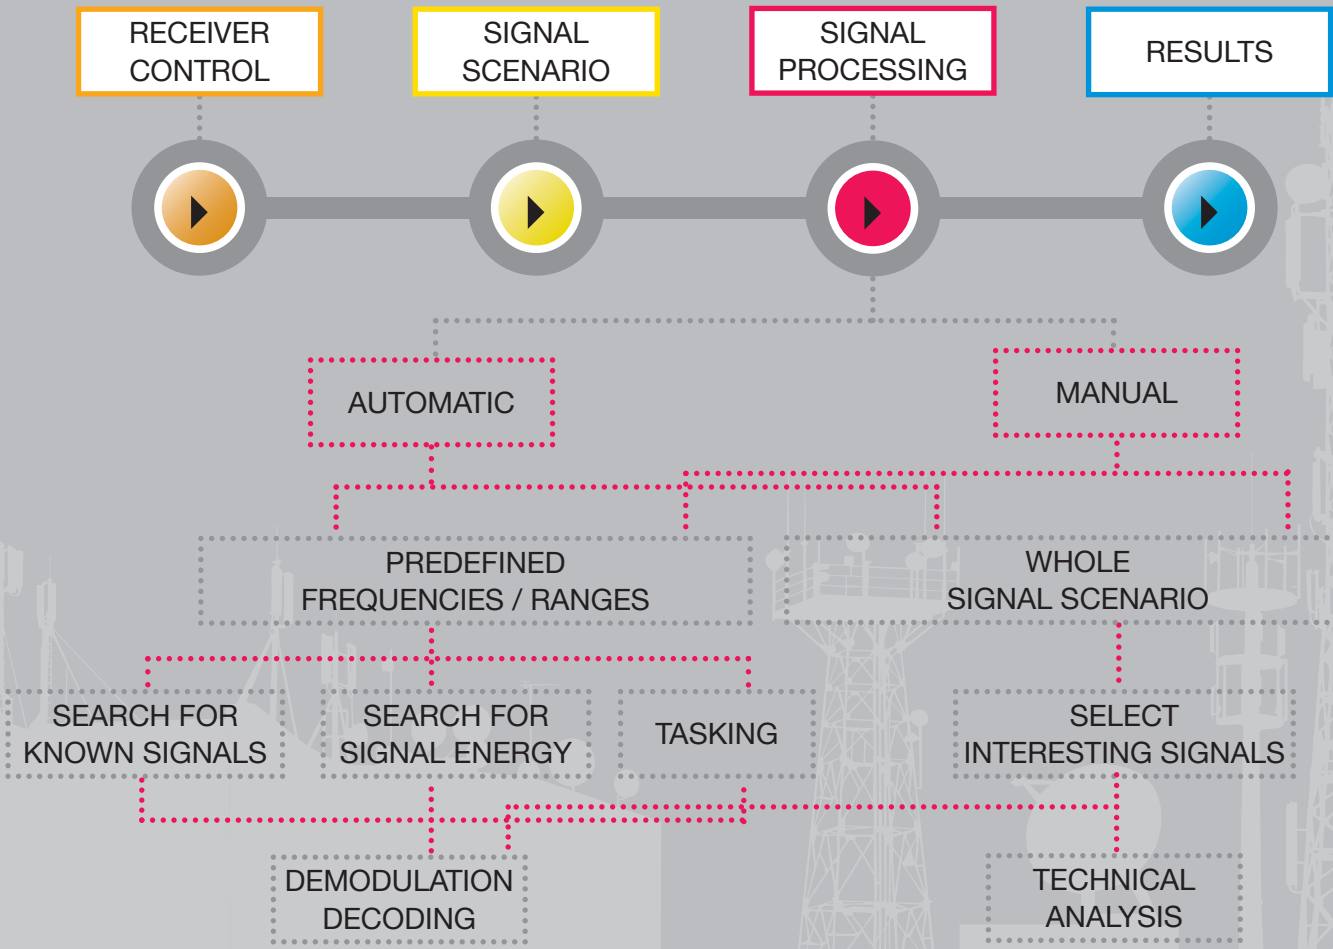 RECEIVER
CONTROL
SIGNAL
SCENARIO
SIGNAL
PROCESSING
RESULTS
AUTOMATIC
MANUAL
PREDEFINED
FREQUENCIES / RANGES
WHOLE
SIGNAL SCENARIO
SEARCH FOR
KNOWN SIGNALS
SEARCH FOR
SIGNAL ENERGY
TASKING
SELECT
INTERESTING SIGNALS
DEMODULATION
DECODING
TECHNICAL
ANALYSIS